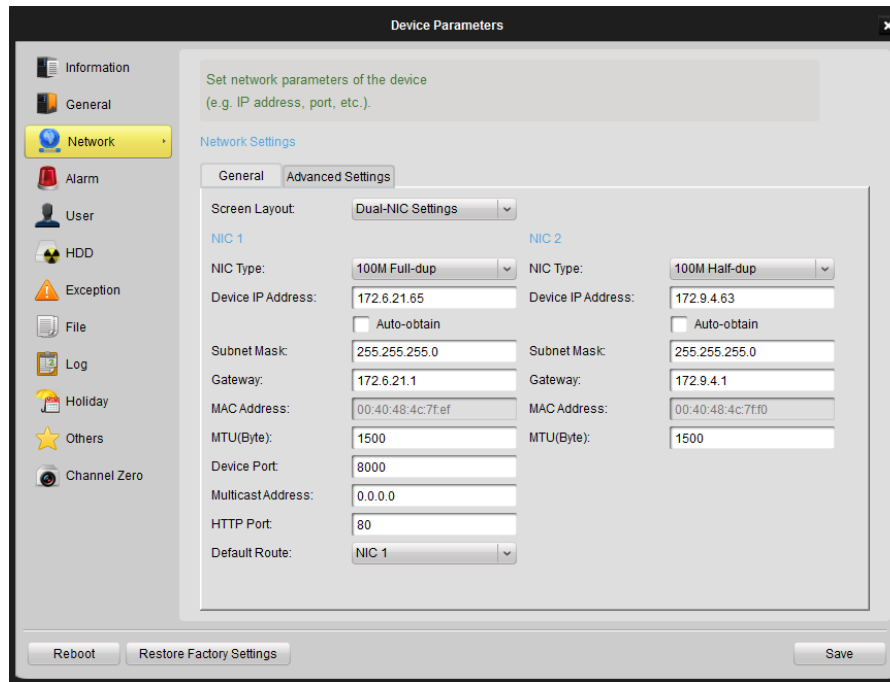 Device Parameters
Information
General
Network
Alarm
User
HDD
Exception
File
Log
Holiday
Others
Channel Zero
Set network parameters of the device
(e.g. IP address, port, etc.).
Network Settings
General Advanced Settings
Screen Layout: Dual-NIC Settings
NIC 1 NIC 2
NIC Type: 100M Full-dup NIC Type: 100M Half-dup
Device IP Address: 172.6.21.65 Device IP Address: 172.9.4.63
Auto-obtain Auto-obtain
Subnet Mask: 255.255.255.0 Subnet Mask: 255.255.255.0
Gateway: 172.6.21.1 Gateway: 172.9.4.1
MAC Address: 00:40:48:4c:7f:ef MAC Address: 00:40:48:4c:7f:f0
MTU(Byte): 1500 MTU(Byte): 1500
Device Port: 8000
Multicast Address: 0.0.0.0
HTTP Port: 80
Default Route: NIC 1
Reboot Restore Factory Settings Save